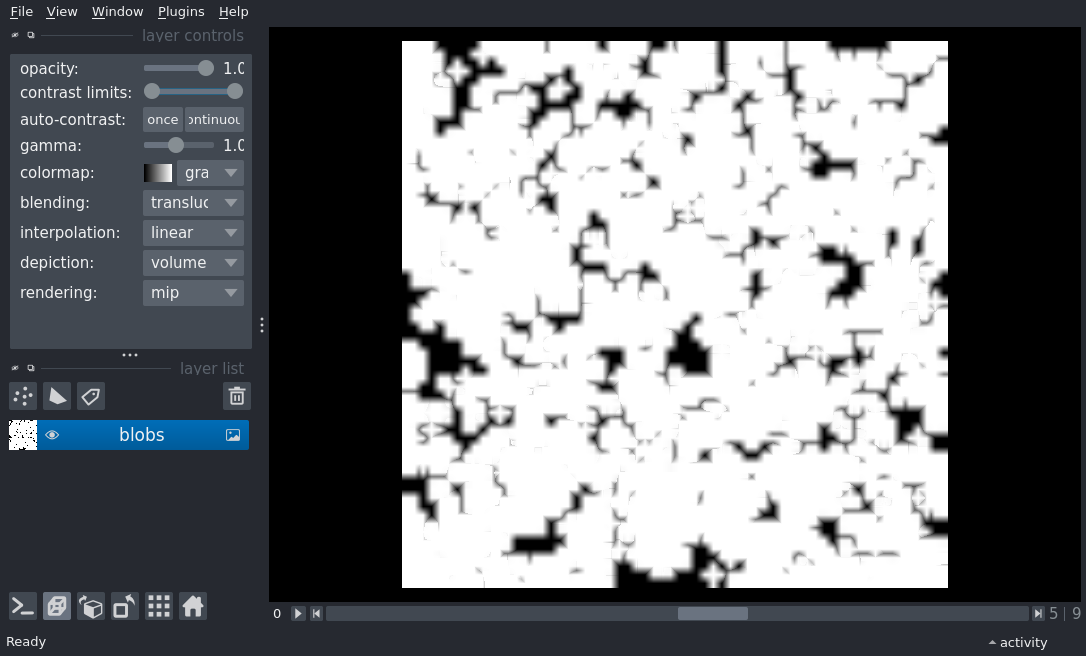 File View Window Plugins Help
layer controls
opacity: 1.0
contrast limits:
auto-contrast: once ontinuou
gamma: 1.0
colormap: gra
blending: transluc
interpolation: linear
depiction: volume
rendering: mip
layer list
blobs
0 5 | 9
Ready activity